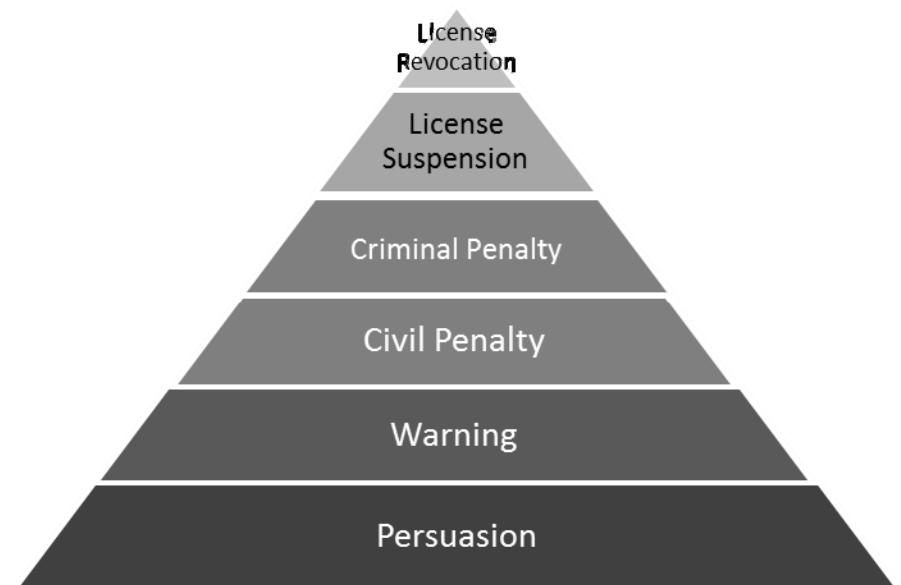 License
Revocation
License
Suspension
Criminal Penalty
Civil Penalty
Warning
Persuasion